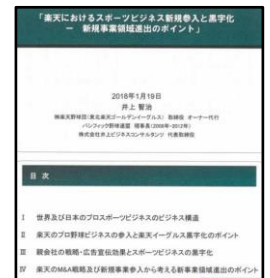 「楽天におけるスポーツビジネス新規参入と黒字化
－ 新規事業領域進出のポイント」
2018年1月19日
井上 智治
㈱楽天野球団(東北楽天ゴールデンイーグルス) 取締役 オーナー代行
パシフィック野球連盟 理事長(2008年-2012年)
株式会社井上ビジネスコンサルタンツ 代表取締役
目 次
Ⅰ 世界及び日本のプロスポーツビジネスのビジネス構造
Ⅱ 楽天のプロ野球ビジネスの参入と楽天イーグルス黒字化のポイント
Ⅲ 親会社の戦略・広告宣伝効果とスポーツビジネスの黒字化
Ⅳ 楽天のM&A戦略及び新規事業参入から考える新事業領域進出のポイント